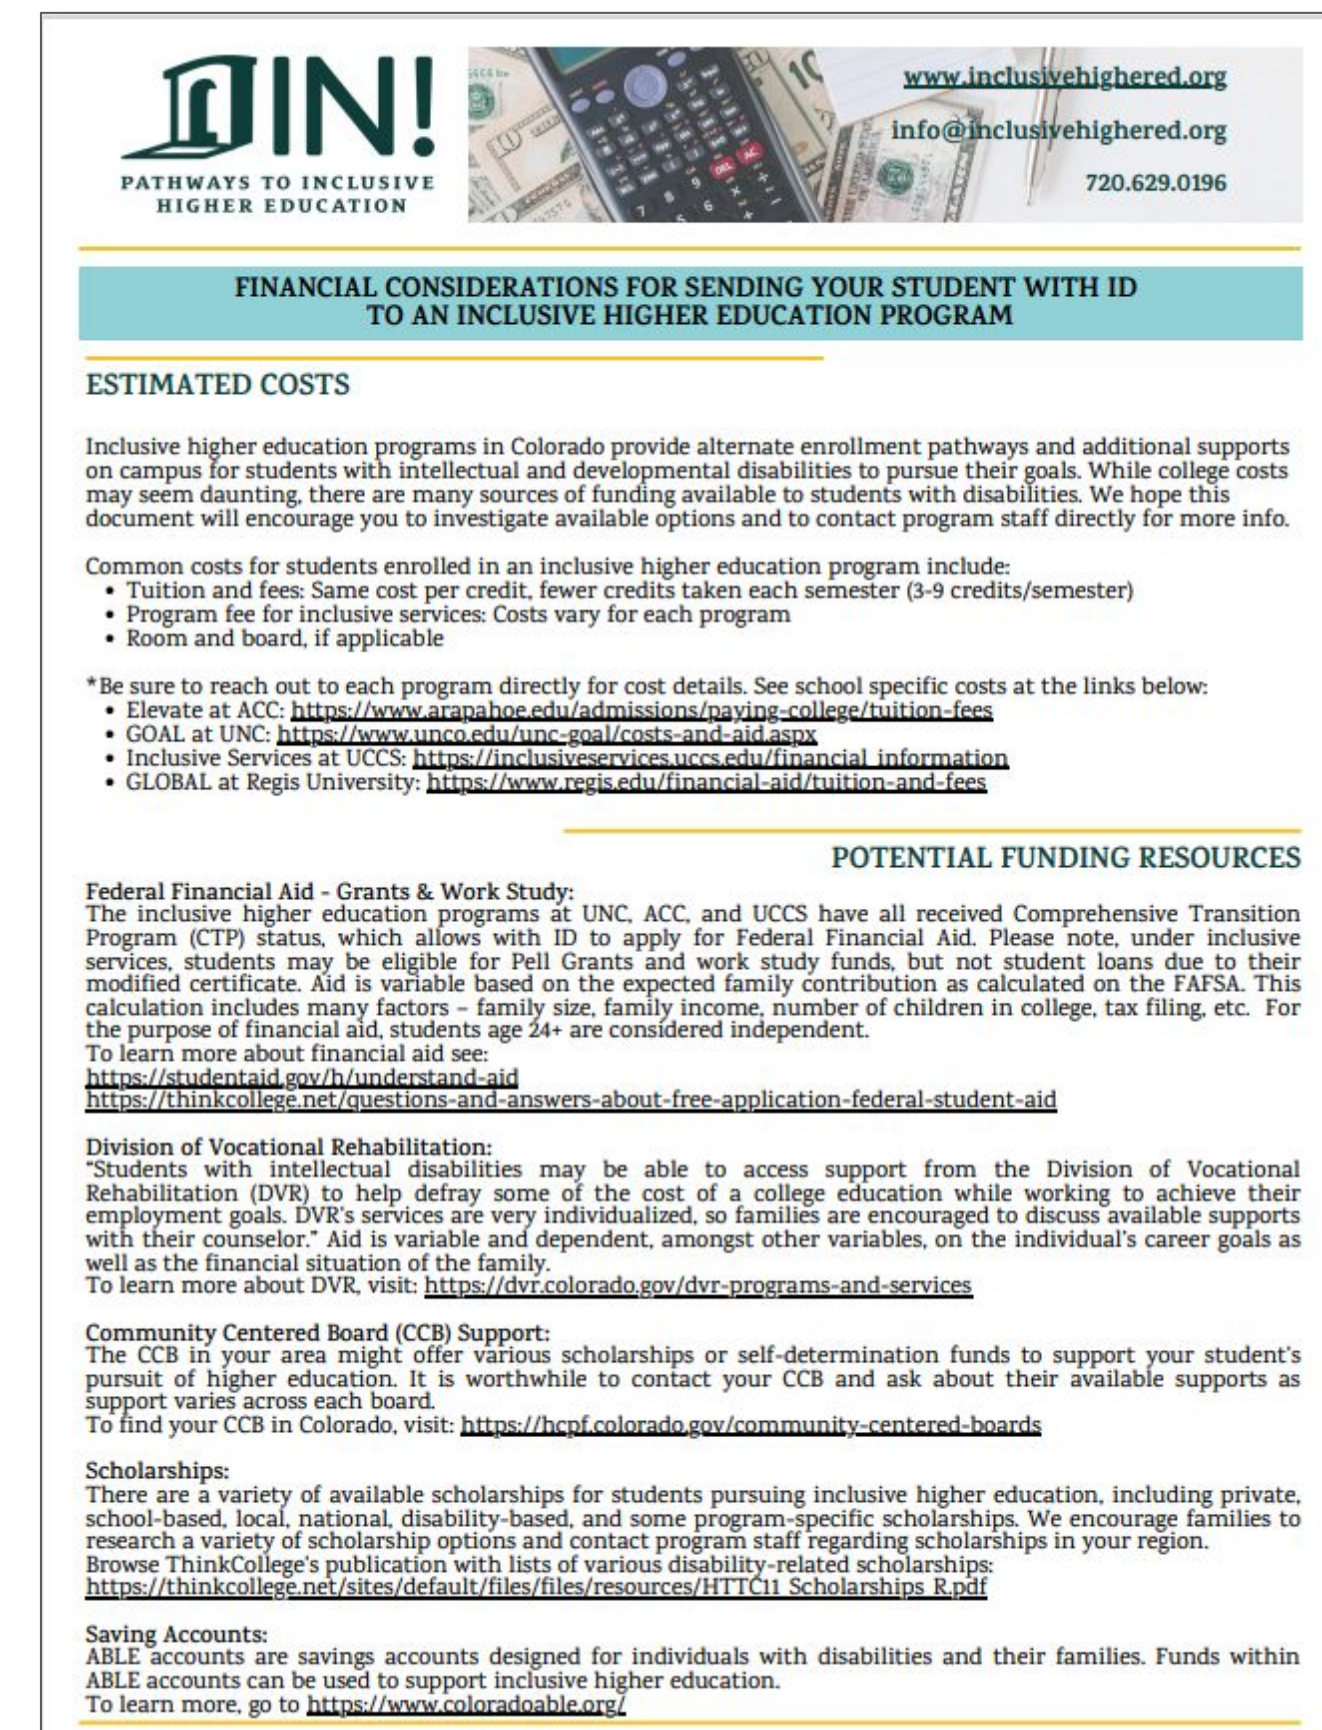 IN!
PATHWAYS TO INCLUSIVE
HIGHER EDUCATION
www.inclusivehighered.org
info@inclusivehighered.org
720.629.0196
FINANCIAL CONSIDERATIONS FOR SENDING YOUR STUDENT WITH ID
TO AN INCLUSIVE HIGHER EDUCATION PROGRAM
ESTIMATED COSTS
Inclusive higher education programs in Colorado provide alternate enrollment pathways and additional supports
on campus for students with intellectual and developmental disabilities to pursue their goals. While college costs
may seem daunting, there are many sources of funding available to students with disabilities. We hope this
document will encourage you to investigate available options and to contact program staff directly for more info.
Common costs for students enrolled in an inclusive higher education program include:
• Tuition and fees: Same cost per credit, fewer credits taken each semester (3-9 credits/semester)
• Program fee for inclusive services: Costs vary for each program
• Room and board, if applicable
*Be sure to reach out to each program directly for cost details. See school specific costs at the links below:
• Elevate at ACC: https://www.arapahoe.edu/admissions/paying-college/tuition-fees
• GOAL at UNC: https://www.unco.edu/unc-goal/costs-and-aid.aspx
• Inclusive Services at UCCS: https://inclusiveservices.uccs.edu/financial_information
• GLOBAL at Regis University: https://www.regis.edu/financial-aid/tuition-and-fees
POTENTIAL FUNDING RESOURCES
Federal Financial Aid - Grants & Work Study:
The inclusive higher education programs at UNC, ACC, and UCCS have all received Comprehensive Transition
Program (CTP) status, which allows with ID to apply for Federal Financial Aid. Please note, under inclusive
services, students may be eligible for Pell Grants and work study funds, but not student loans due to their
modified certificate. Aid is variable based on the expected family contribution as calculated on the FAFSA. This
calculation includes many factors – family size, family income, number of children in college, tax filing, etc. For
the purpose of financial aid, students age 24+ are considered independent.
To learn more about financial aid see:
https://studentaid.gov/h/understand-aid
https://thinkcollege.net/questions-and-answers-about-free-application-federal-student-aid
Division of Vocational Rehabilitation:
"Students with intellectual disabilities may be able to access support from the Division of Vocational
Rehabilitation (DVR) to help defray some of the cost of a college education while working to achieve their
employment goals. DVR's services are very individualized, so families are encouraged to discuss available supports
with their counselor." Aid is variable and dependent, amongst other variables, on the individual's career goals as
well as the financial situation of the family.
To learn more about DVR, visit: https://dvr.colorado.gov/dvr-programs-and-services
Community Centered Board (CCB) Support:
The CCB in your area might offer various scholarships or self-determination funds to support your student's
pursuit of higher education. It is worthwhile to contact your CCB and ask about their available supports as
support varies across each board.
To find your CCB in Colorado, visit: https://hcpf.colorado.gov/community-centered-boards
Scholarships:
There are a variety of available scholarships for students pursuing inclusive higher education, including private,
school-based, local, national, disability-based, and some program-specific scholarships. We encourage families to
research a variety of scholarship options and contact program staff regarding scholarships in your region.
Browse ThinkCollege's publication with lists of various disability-related scholarships:
https://thinkcollege.net/sites/default/files/files/resources/HTTC11_Scholarships_R.pdf
Saving Accounts:
ABLE accounts are savings accounts designed for individuals with disabilities and their families. Funds within
ABLE accounts can be used to support inclusive higher education.
To learn more, go to https://www.coloradoable.org/